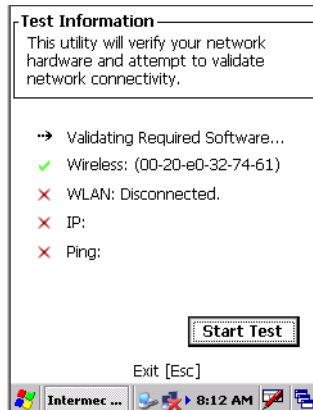 Test Information
This utility will verify your network
hardware and attempt to validate
network connectivity.
Validating Required Software...
Wireless: (00-20-e0-32-74-61)
WLAN: Disconnected.
IP:
Ping:
Start Test
Exit [Esc]
Intermec ...
8:12 AM